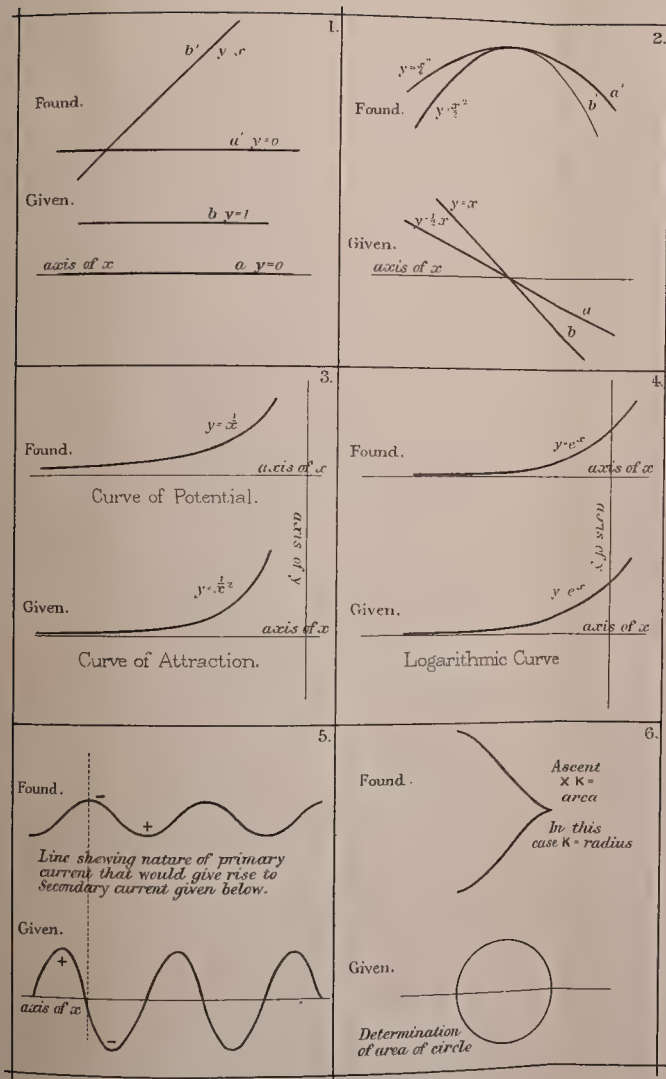 1.
b' y x
Found.
a' y=0
Given.
b y=1
axis of x
a y=0
2.
a'
b'
Found.
y=x
y=½x
Given.
axis of x
a
b
3.
y=1/x
Found.
axis of x
Curve of Potential.
axis of y
y=1/x²
Given.
axis of x
Curve of Attraction.
4.
y=eˣ
Found.
axis of x
axis of y
y eˣ
Given.
axis of x
Logarithmic Curve
5.
Found.
-
+
Line shewing nature of primary
current that would give rise to
Secondary current given below.
Given.
+
axis of x
-
6.
Found.
Ascent
X K =
area
In this
case K = radius
Given.
Determination
of area of circle